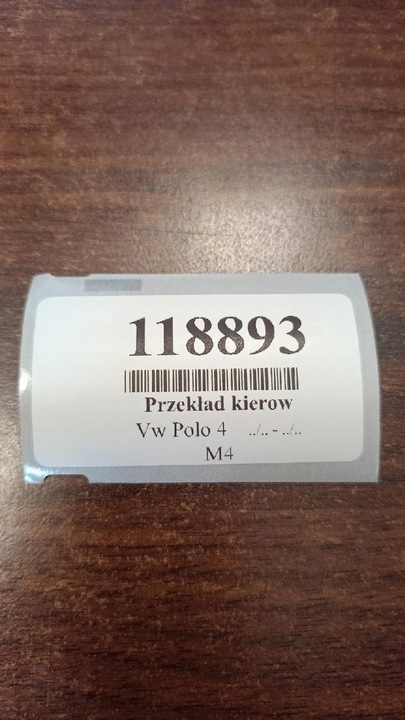 118893
Przekład kierow
Vw Polo 4 ../.. - ../..
M4